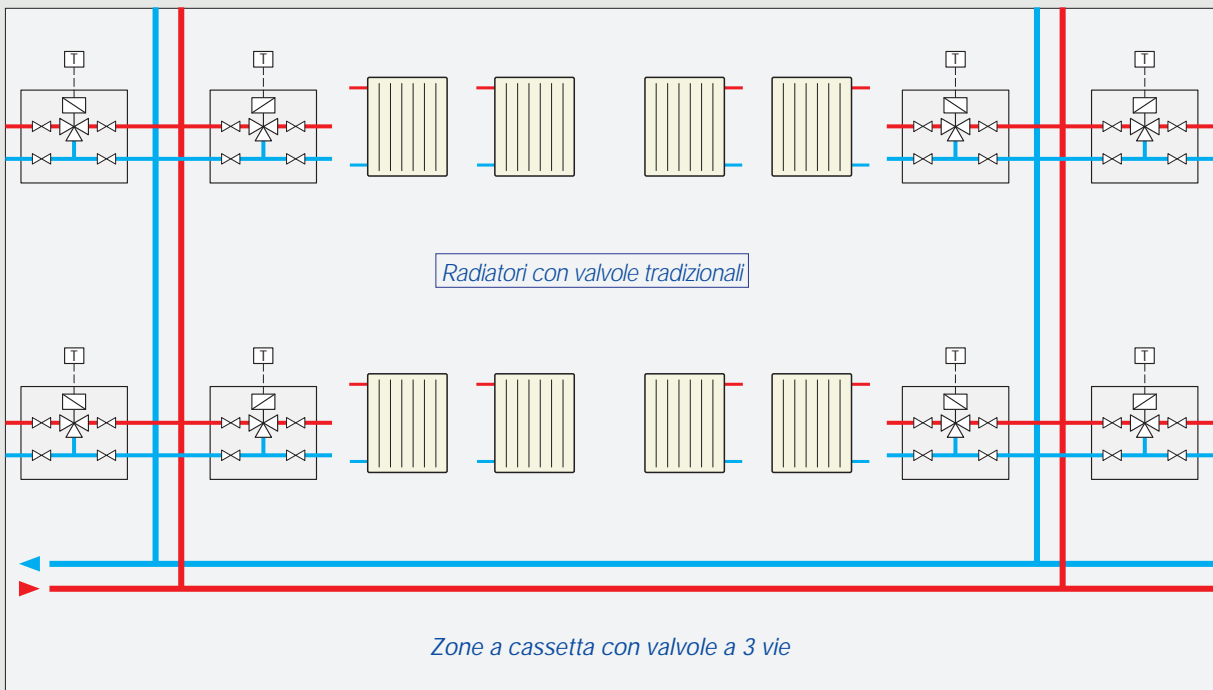 T T T T
Radiatori con valvole tradizionali
T T T T
Zone a cassetta con valvole a 3 vie